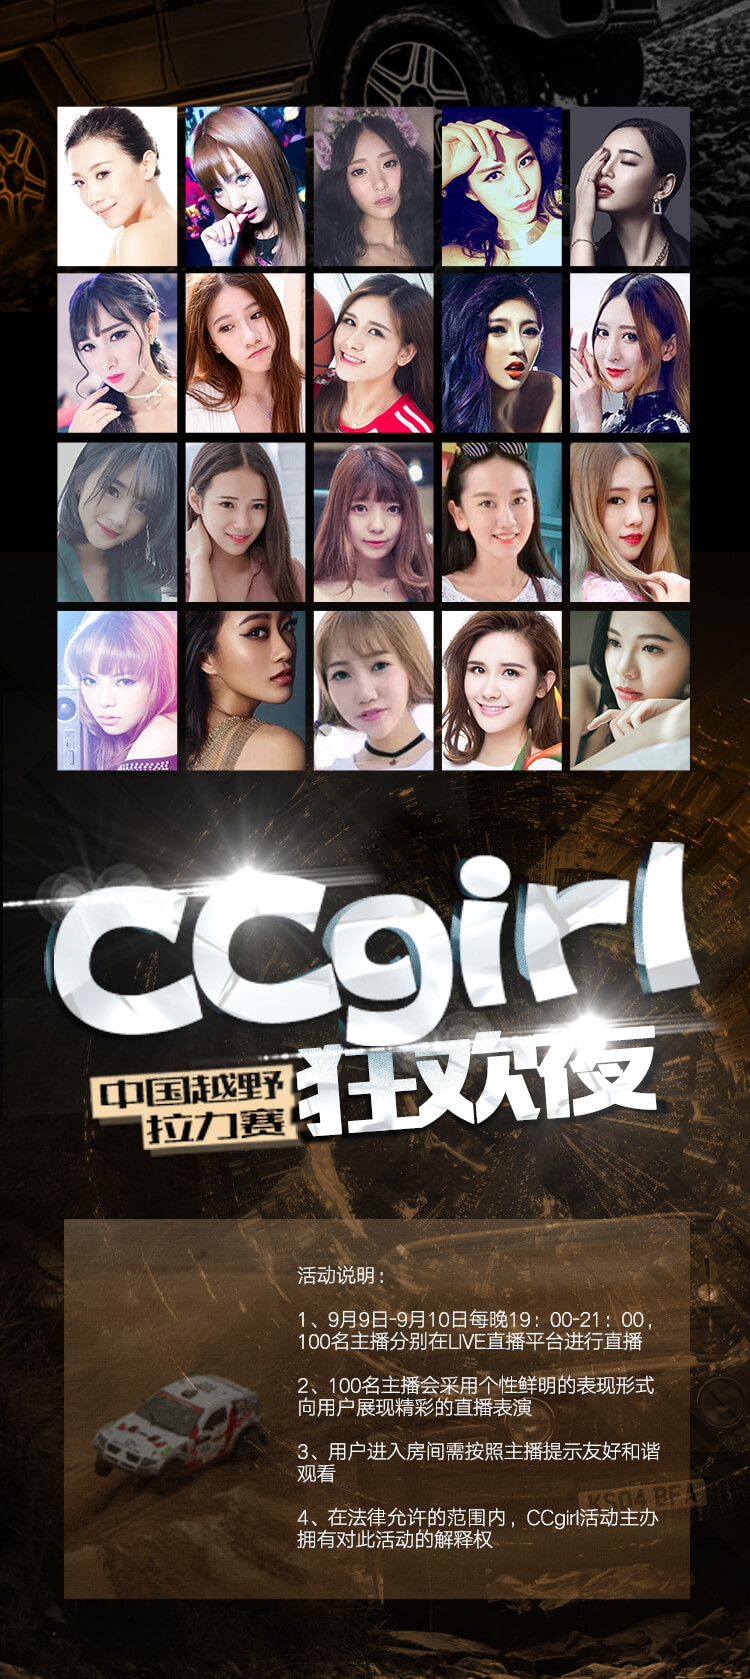 CCgirl
中国越野
拉力赛
狂欢夜
活动说明：
1、9月9日-9月10日每晚19：00-21：00，
100名主播分别在LIVE直播平台进行直播
2、100名主播会采用个性鲜明的表现形式
向用户展现精彩的直播表演
3、用户进入房间需按照主播提示友好和谐
观看
4、在法律允许的范围内，CCgirl活动主办
拥有对此活动的解释权
KS04 BFA